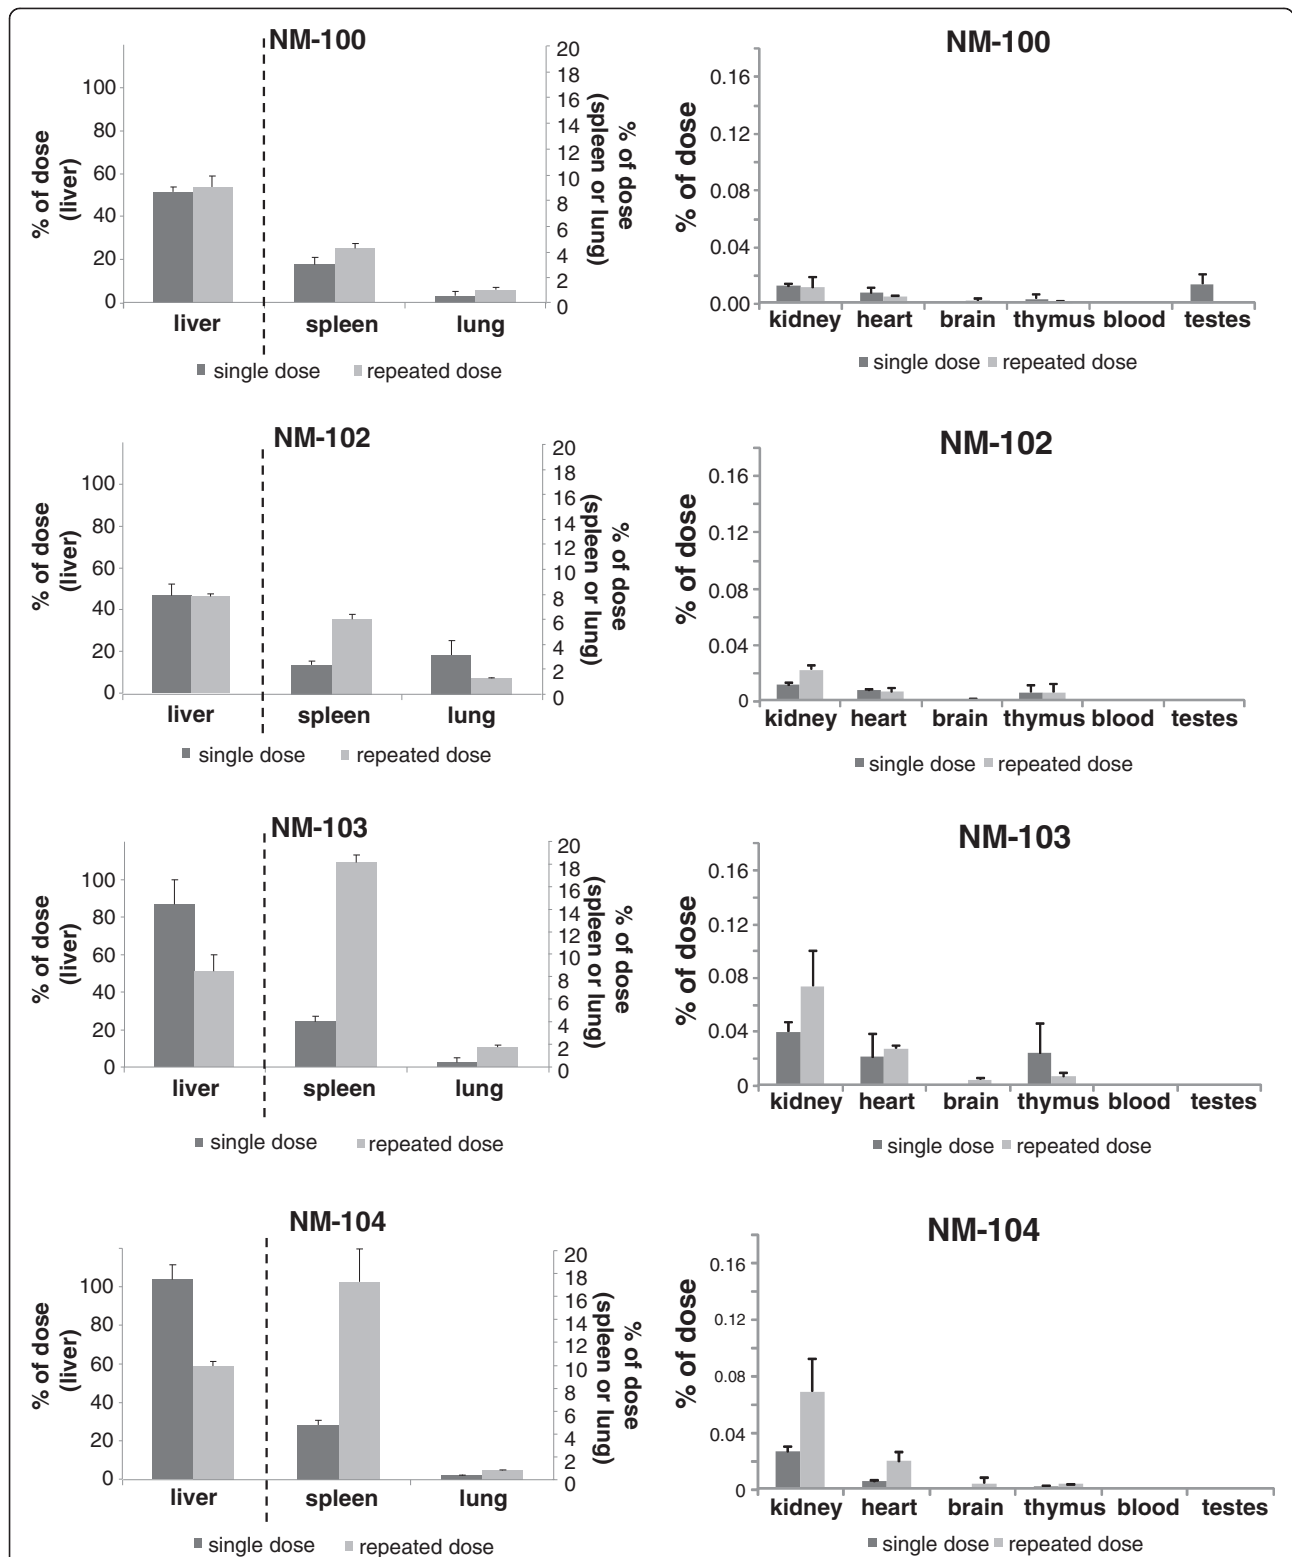 NM-100
% of dose
(liver)
100
80
60
40
20
0
20
18
16
14
12
10
8
6
4
2
0
% of dose
(spleen or lung)
liver spleen lung
single dose repeated dose
NM-100
% of dose
0.16
0.12
0.08
0.04
0.00
kidney heart brain thymus blood testes
single dose repeated dose
NM-102
% of dose
(liver)
100
80
60
40
20
0
20
18
16
14
12
10
8
6
4
2
0
% of dose
(spleen or lung)
liver spleen lung
single dose repeated dose
NM-102
% of dose
0.16
0.12
0.08
0.04
0
kidney heart brain thymus blood testes
single dose repeated dose
NM-103
% of dose
(liver)
100
80
60
40
20
0
20
18
16
14
12
10
8
6
4
2
0
% of dose
(spleen or lung)
liver spleen lung
single dose repeated dose
NM-103
% of dose
0.16
0.12
0.08
0.04
0
kidney heart brain thymus blood testes
single dose repeated dose
NM-104
% of dose
(liver)
100
80
60
40
20
0
20
18
16
14
12
10
8
6
4
2
0
% of dose
(spleen or lung)
liver spleen lung
single dose repeated dose
NM-104
% of dose
0.16
0.12
0.08
0.04
0
kidney heart brain thymus blood testes
single dose repeated dose